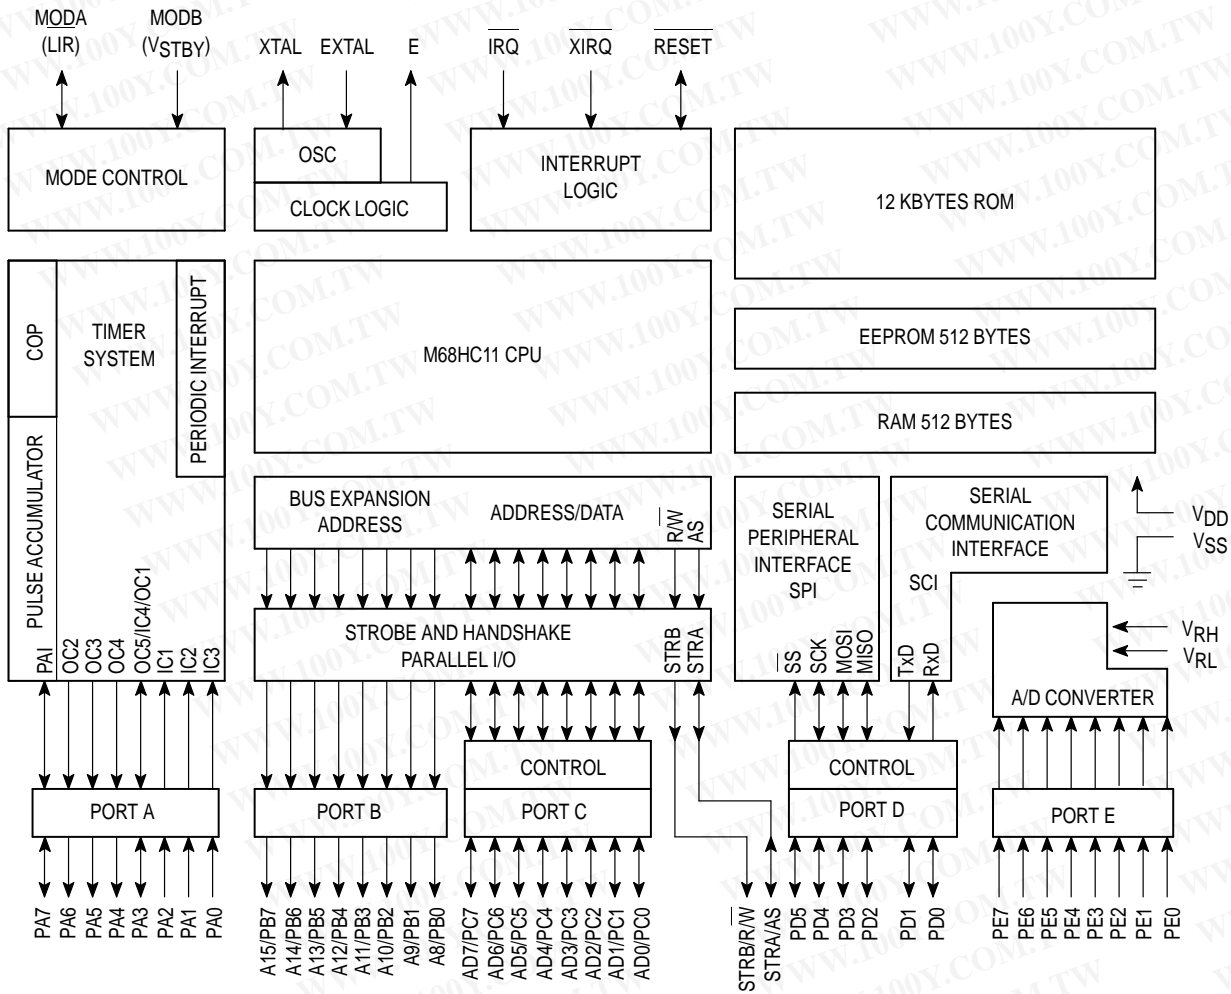 MODA
(LIR)
MODB
(VSTBY)
XTAL
EXTAL
E
IRQ
XIRQ
RESET
MODE CONTROL
OSC
CLOCK LOGIC
INTERRUPT
LOGIC
12 KBYTES ROM
COP
TIMER
SYSTEM
PERIODIC INTERRUPT
M68HC11 CPU
EEPROM 512 BYTES
RAM 512 BYTES
PULSE ACCUMULATOR
BUS EXPANSION
ADDRESS
ADDRESS/DATA
R/W
AS
SERIAL
PERIPHERAL
INTERFACE
SPI
SERIAL
COMMUNICATION
INTERFACE
SCI
VDD
VSS
PAI
OC2
OC3
OC4
OC5/IC4/OC1
IC1
IC2
IC3
STROBE AND HANDSHAKE
PARALLEL I/O
STRB
STRA
SS
SCK
MOSI
MISO
TxD
RxD
VRH
VRL
A/D CONVERTER
CONTROL
CONTROL
PORT A
PORT B
PORT C
PORT D
PORT E
PA7
PA6
PA5
PA4
PA3
PA2
PA1
PA0
A15/PB7
A14/PB6
A13/PB5
A12/PB4
A11/PB3
A10/PB2
A9/PB1
A8/PB0
AD7/PC7
AD6/PC6
AD5/PC5
AD4/PC4
AD3/PC3
AD2/PC2
AD1/PC1
AD0/PC0
STRB/R/W
STRA/AS
PD5
PD4
PD3
PD2
PD1
PD0
PE7
PE6
PE5
PE4
PE3
PE2
PE1
PE0
WWW.100Y.COM.TW